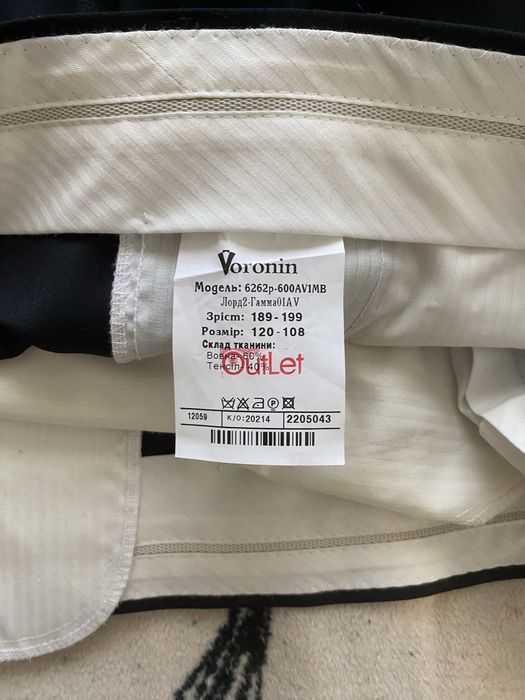 Voronin
Модель: 6262р-600AV1MB
Лорд2-Гамма01AV
Зріст: 189-199
Розмір: 120-108
Склад тканини:
Вовна 60%
Тенсіл 40%
OutLet
12059 К/О:20214 2205043